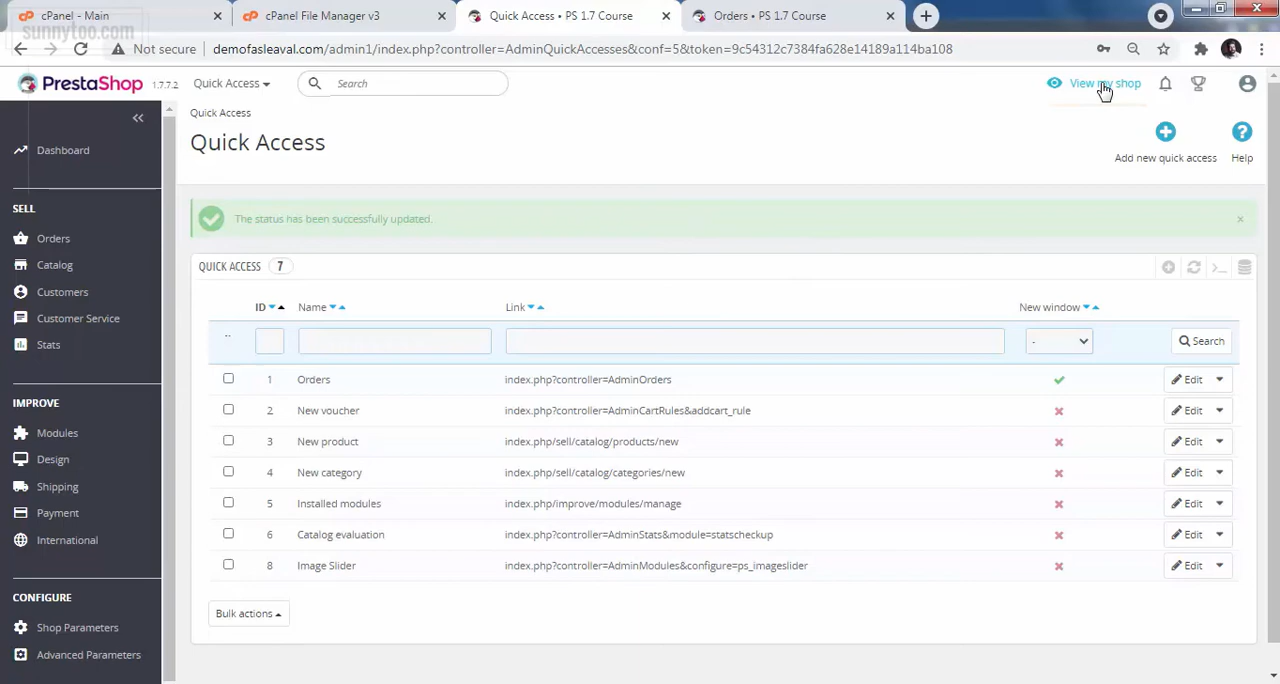 cPanel - Main
cPanel File Manager v3
Quick Access • PS 1.7 Course
Orders • PS 1.7 Course
sunnytoo.com
Not secure
demofasleaval.com/admin1/index.php?controller=AdminQuickAccesses&conf=5&token=9c54312c7384fa628e14189a114ba108
PrestaShop 1.7.7.2
Quick Access
Search
View my shop
Quick Access
Quick Access
Add new quick access
Help
Dashboard
SELL
Orders
Catalog
Customers
Customer Service
Stats
IMPROVE
Modules
Design
Shipping
Payment
International
CONFIGURE
Shop Parameters
Advanced Parameters
The status has been successfully updated.
QUICK ACCESS 7
ID Name Link New window
-- - Search
1 Orders index.php?controller=AdminOrders Edit
2 New voucher index.php?controller=AdminCartRules&addcart_rule Edit
3 New product index.php/sell/catalog/products/new Edit
4 New category index.php/sell/catalog/categories/new Edit
5 Installed modules index.php/improve/modules/manage Edit
6 Catalog evaluation index.php?controller=AdminStats&module=statscheckup Edit
8 Image Slider index.php?controller=AdminModules&configure=ps_imageslider Edit
Bulk actions